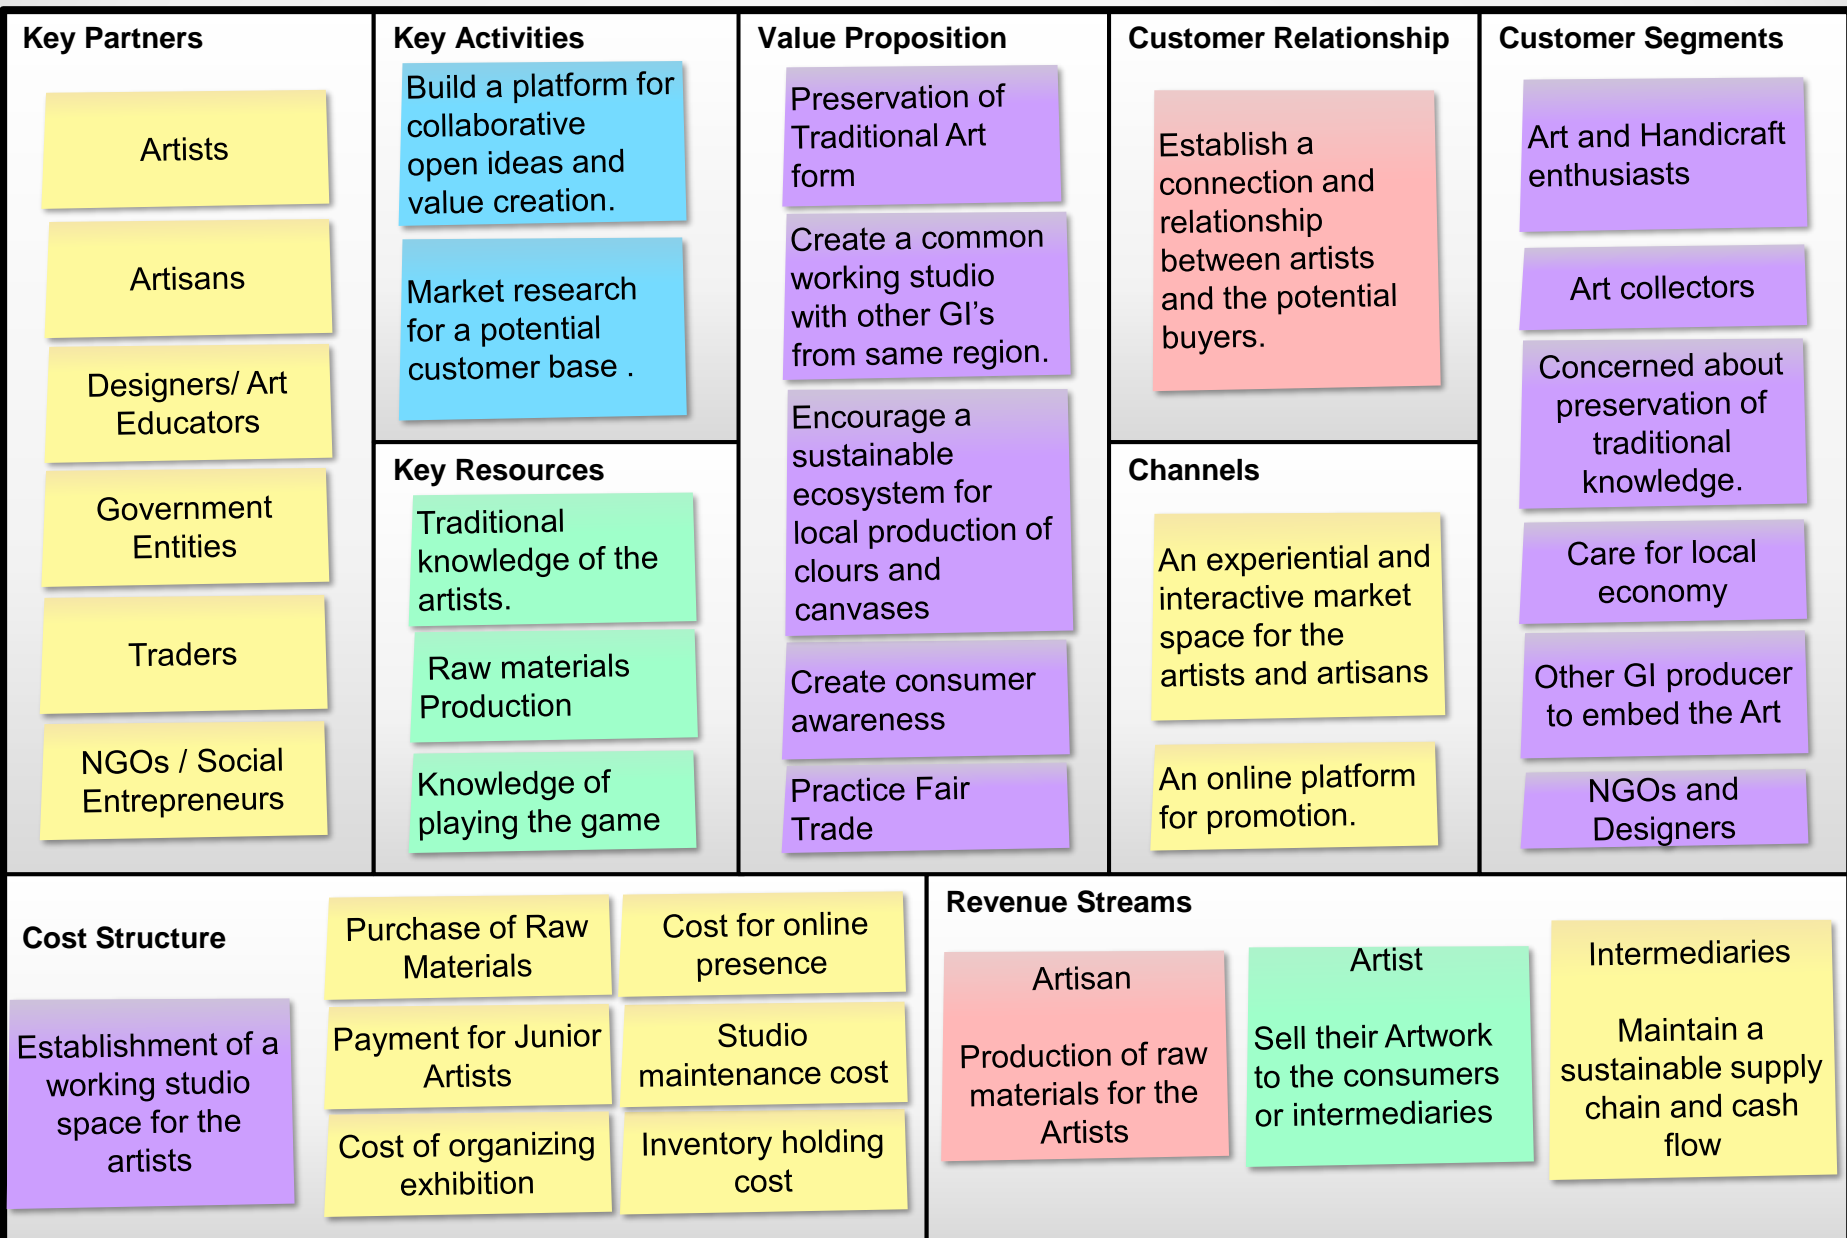 Key Partners
Artists
Artisans
Designers/ Art
Educators
Government
Entities
Traders
NGOs / Social
Entrepreneurs
Key Activities
Build a platform for
collaborative
open ideas and
value creation.
Market research
for a potential
customer base .
Key Resources
Traditional
knowledge of the
artists.
Raw materials
Production
Knowledge of
playing the game
Value Proposition
Preservation of
Traditional Art
form
Create a common
working studio
with other GI’s
from same region.
Encourage a
sustainable
ecosystem for
local production of
clours and
canvases
Create consumer
awareness
Practice Fair
Trade
Customer Relationship
Establish a
connection and
relationship
between artists
and the potential
buyers.
Channels
An experiential and
interactive market
space for the
artists and artisans
An online platform
for promotion.
Customer Segments
Art and Handicraft
enthusiasts
Art collectors
Concerned about
preservation of
traditional
knowledge.
Care for local
economy
Other GI producer
to embed the Art
NGOs and
Designers
Cost Structure
Establishment of a
working studio
space for the
artists
Purchase of Raw
Materials
Payment for Junior
Artists
Cost of organizing
exhibition
Cost for online
presence
Studio
maintenance cost
Inventory holding
cost
Revenue Streams
Artisan
Production of raw
materials for the
Artists
Artist
Sell their Artwork
to the consumers
or intermediaries
Intermediaries
Maintain a
sustainable supply
chain and cash
flow